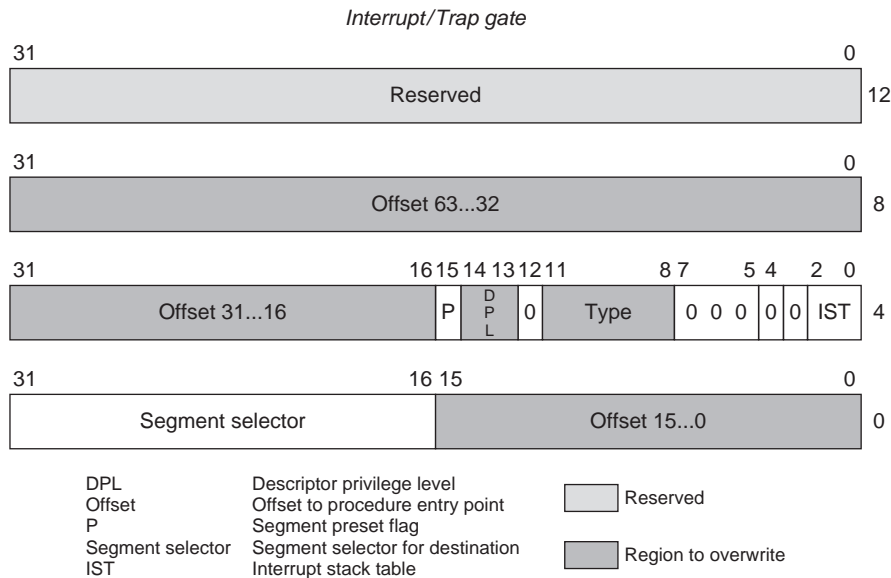 Interrupt/Trap gate
31 0
Reserved 12
31 0
Offset 63...32 8
31 16 15 14 13 12 11 8 7 5 4 2 0
Offset 31...16 P DPL 0 Type 0 0 0 0 0 IST 4
31 16 15 0
Segment selector Offset 15...0 0
DPL Descriptor privilege level
Offset Offset to procedure entry point
P Segment preset flag
Segment selector Segment selector for destination
IST Interrupt stack table
Reserved
Region to overwrite